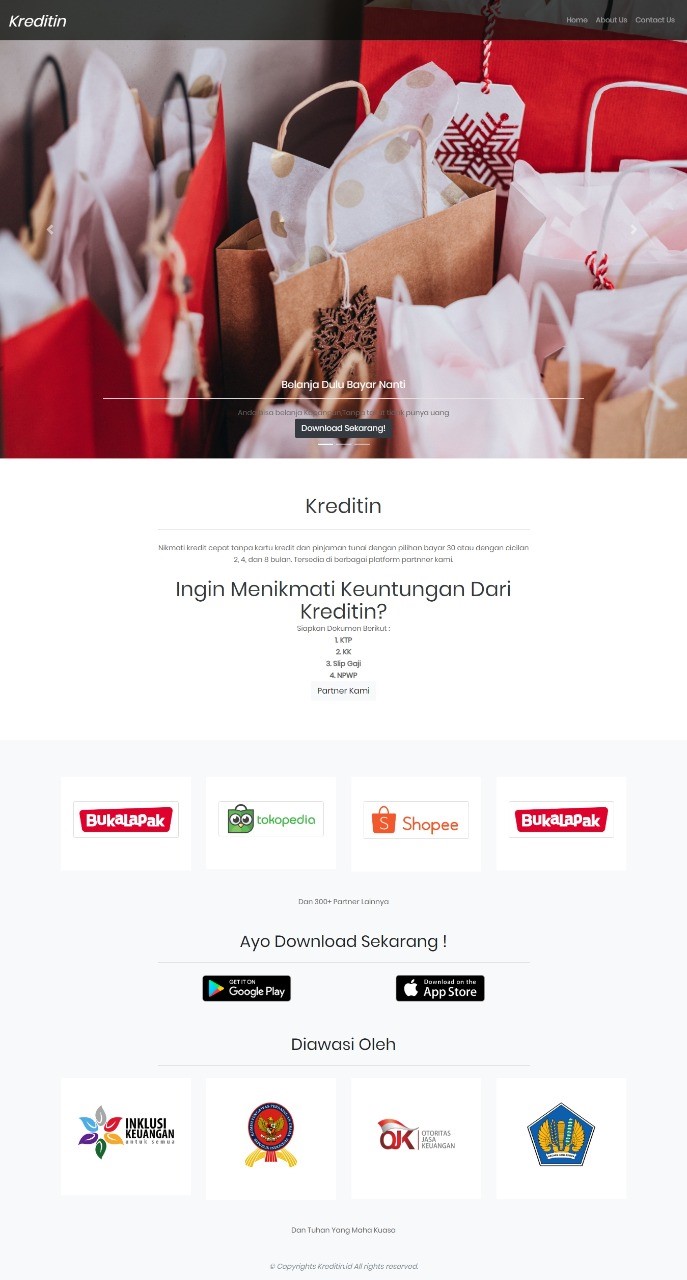 Kreditin
Home About Us Contact Us
Belanja Dulu Bayar Nanti
Anda bisa belanja Kapanpun,Tanpa takut tidak punya uang
Download Sekarang!
Kreditin
Nikmati kredit cepat tanpa kartu kredit dan pinjaman tunai dengan pilihan bayar 30 atau dengan cicilan
2, 4, dan 8 bulan. Tersedia di berbagai platform partnner kami.
Ingin Menikmati Keuntungan Dari
Kreditin?
Siapkan Dokumen Berikut :
1. KTP
2. KK
3. Slip Gaji
4. NPWP
Partner Kami
BukaLapak tokopedia Shopee BukaLapak
Dan 300+ Partner Lainnya
Ayo Download Sekarang !
GET IT ON Download on the
Google Play App Store
Diawasi Oleh
INKLUSI
KEUANGAN
antuk semua
OJK OTORITAS
JASA
KEUANGAN
Dan Tuhan Yang Maha Kuasa
© Copyrights Kreditin.id All rights reserved.